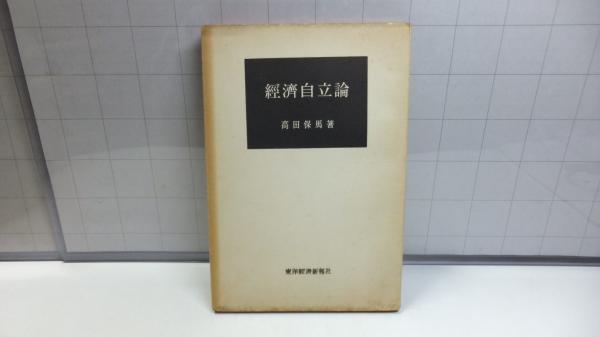 經濟自立論
高田保馬著
東洋經濟新報社